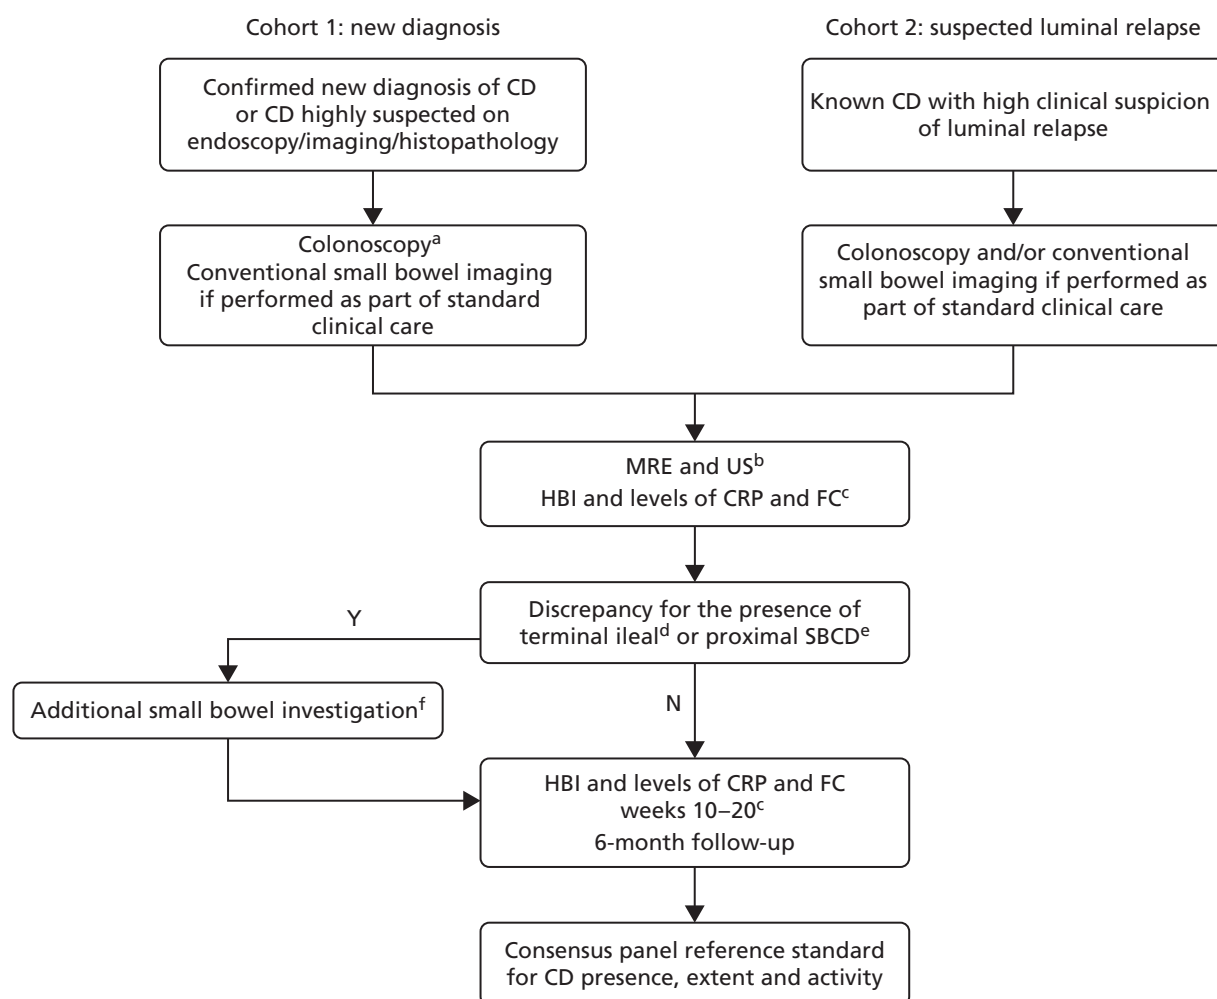 Cohort 1: new diagnosis
Cohort 2: suspected luminal relapse
Confirmed new diagnosis of CD
or CD highly suspected on
endoscopy/imaging/histopathology
Known CD with high clinical suspicion
of luminal relapse
Colonoscopyᵃ
Conventional small bowel imaging
if performed as part of standard
clinical care
Colonoscopy and/or conventional
small bowel imaging if performed as
part of standard clinical care
MRE and USᵇ
HBI and levels of CRP and FCᶜ
Discrepancy for the presence of
terminal ilealᵈ or proximal SBCDᵉ
Y
N
Additional small bowel investigationᶠ
HBI and levels of CRP and FC
weeks 10–20ᶜ
6-month follow-up
Consensus panel reference standard
for CD presence, extent and activity